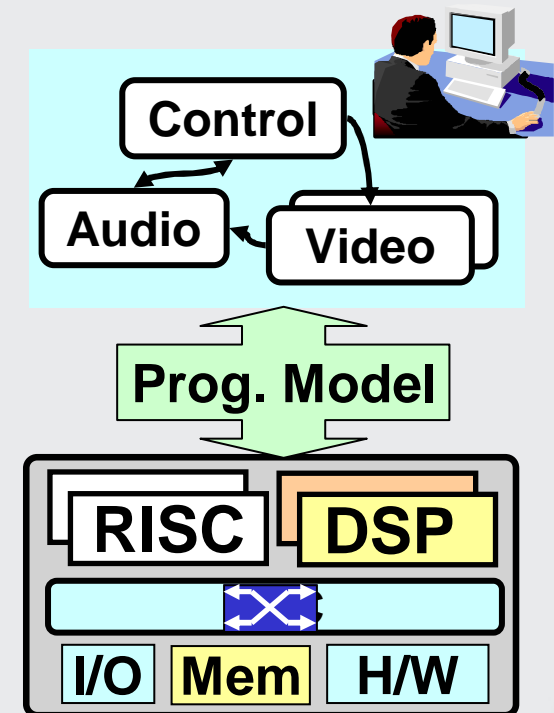 Control
Audio
Video
Prog. Model
RISC
DSP
I/O
Mem
H/W